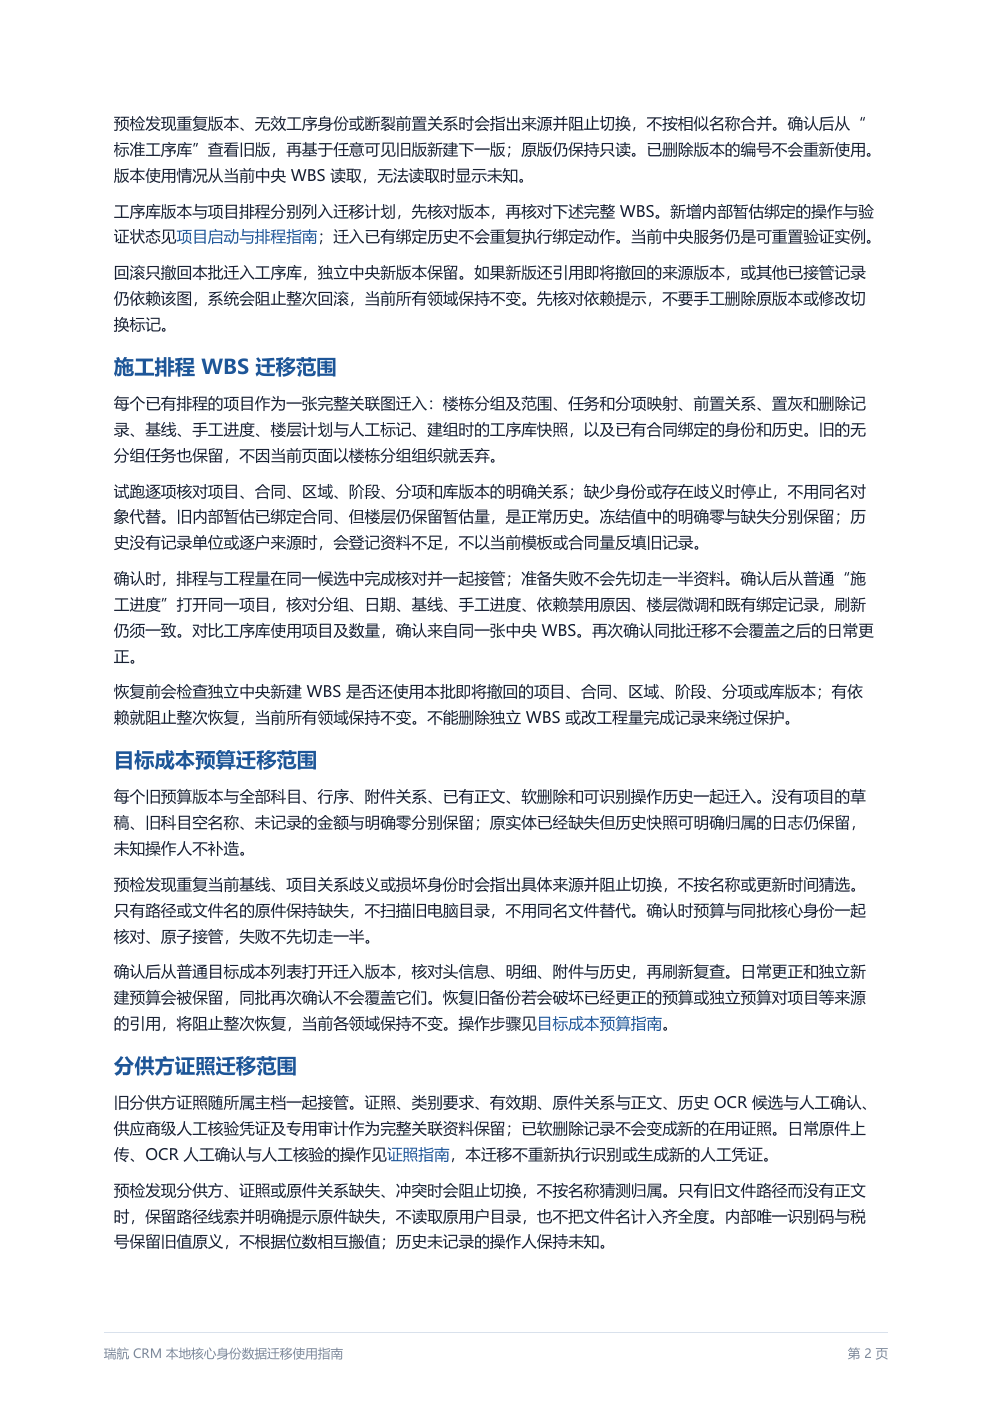 预检发现重复版本、无效工序身份或断裂前置关系时会指出来源并阻止切换，不按相似名称合并。确认后从“
标准工序库”查看旧版，再基于任意可见旧版新建下一版；原版仍保持只读。已删除版本的编号不会重新使用。
版本使用情况从当前中央 WBS 读取，无法读取时显示未知。
工序库版本与项目排程分别列入迁移计划，先核对版本，再核对下述完整 WBS。新增内部暂估绑定的操作与验
证状态见项目启动与排程指南；迁入已有绑定历史不会重复执行绑定动作。当前中央服务仍是可重置验证实例。
回滚只撤回本批迁入工序库，独立中央新版本保留。如果新版还引用即将撤回的来源版本，或其他已接管记录
仍依赖该图，系统会阻止整次回滚，当前所有领域保持不变。先核对依赖提示，不要手工删除原版本或修改切
换标记。
施工排程 WBS 迁移范围
每个已有排程的项目作为一张完整关联图迁入：楼栋分组及范围、任务和分项映射、前置关系、置灰和删除记
录、基线、手工进度、楼层计划与人工标记、建组时的工序库快照，以及已有合同绑定的身份和历史。旧的无
分组任务也保留，不因当前页面以楼栋分组组织就丢弃。
试跑逐项核对项目、合同、区域、阶段、分项和库版本的明确关系；缺少身份或存在歧义时停止，不用同名对
象代替。旧内部暂估已绑定合同、但楼层仍保留暂估量，是正常历史。冻结值中的明确零与缺失分别保留；历
史没有记录单位或逐户来源时，会登记资料不足，不以当前模板或合同量反填旧记录。
确认时，排程与工程量在同一候选中完成核对并一起接管；准备失败不会先切走一半资料。确认后从普通“施
工进度”打开同一项目，核对分组、日期、基线、手工进度、依赖禁用原因、楼层微调和既有绑定记录，刷新
仍须一致。对比工序库使用项目及数量，确认来自同一张中央 WBS。再次确认同批迁移不会覆盖之后的日常更
正。
恢复前会检查独立中央新建 WBS 是否还使用本批即将撤回的项目、合同、区域、阶段、分项或库版本；有依
赖就阻止整次恢复，当前所有领域保持不变。不能删除独立 WBS 或改工程量完成记录来绕过保护。
目标成本预算迁移范围
每个旧预算版本与全部科目、行序、附件关系、已有正文、软删除和可识别操作历史一起迁入。没有项目的草
稿、旧科目空名称、未记录的金额与明确零分别保留；原实体已经缺失但历史快照可明确归属的日志仍保留，
未知操作人不补造。
预检发现重复当前基线、项目关系歧义或损坏身份时会指出具体来源并阻止切换，不按名称或更新时间猜选。
只有路径或文件名的原件保持缺失，不扫描旧电脑目录，不用同名文件替代。确认时预算与同批核心身份一起
核对、原子接管，失败不先切走一半。
确认后从普通目标成本列表打开迁入版本，核对头信息、明细、附件与历史，再刷新复查。日常更正和独立新
建预算会被保留，同批再次确认不会覆盖它们。恢复旧备份若会破坏已经更正的预算或独立预算对项目等来源
的引用，将阻止整次恢复，当前各领域保持不变。操作步骤见目标成本预算指南。
分供方证照迁移范围
旧分供方证照随所属主档一起接管。证照、类别要求、有效期、原件关系与正文、历史 OCR 候选与人工确认、
供应商级人工核验凭证及专用审计作为完整关联资料保留；已软删除记录不会变成新的在用证照。日常原件上
传、OCR 人工确认与人工核验的操作见证照指南，本迁移不重新执行识别或生成新的人工凭证。
预检发现分供方、证照或原件关系缺失、冲突时会阻止切换，不按名称猜测归属。只有旧文件路径而没有正文
时，保留路径线索并明确提示原件缺失，不读取原用户目录，也不把文件名计入齐全度。内部唯一识别码与税
号保留旧值原义，不根据位数相互搬值；历史未记录的操作人保持未知。
瑞航 CRM 本地核心身份数据迁移使用指南
第 2 页